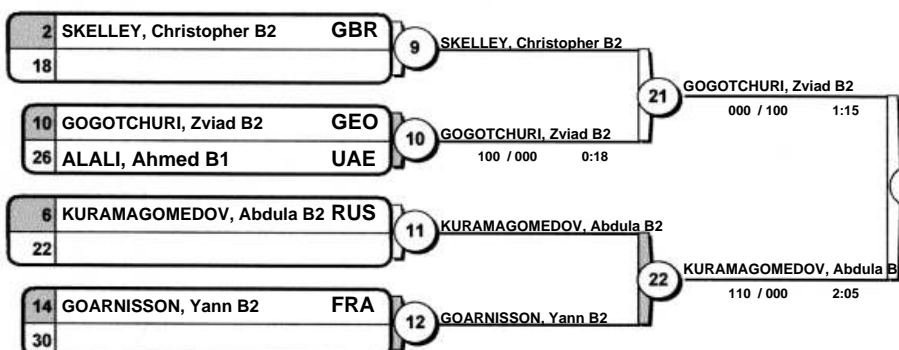 2 SKELLEY, Christopher B2 GBR
18
9
SKELLEY, Christopher B2
10 GOGOTCHURI, Zviad B2 GEO
26 ALALI, Ahmed B1 UAE
10
GOGOTCHURI, Zviad B2
100 / 000 0:18
21
GOGOTCHURI, Zviad B2
000 / 100 1:15
6 KURAMAGOMEDOV, Abdula B2 RUS
22
11
KURAMAGOMEDOV, Abdula B2
14 GOARNISSON, Yann B2 FRA
30
12
GOARNISSON, Yann B2
22
KURAMAGOMEDOV, Abdula B
110 / 000 2:05